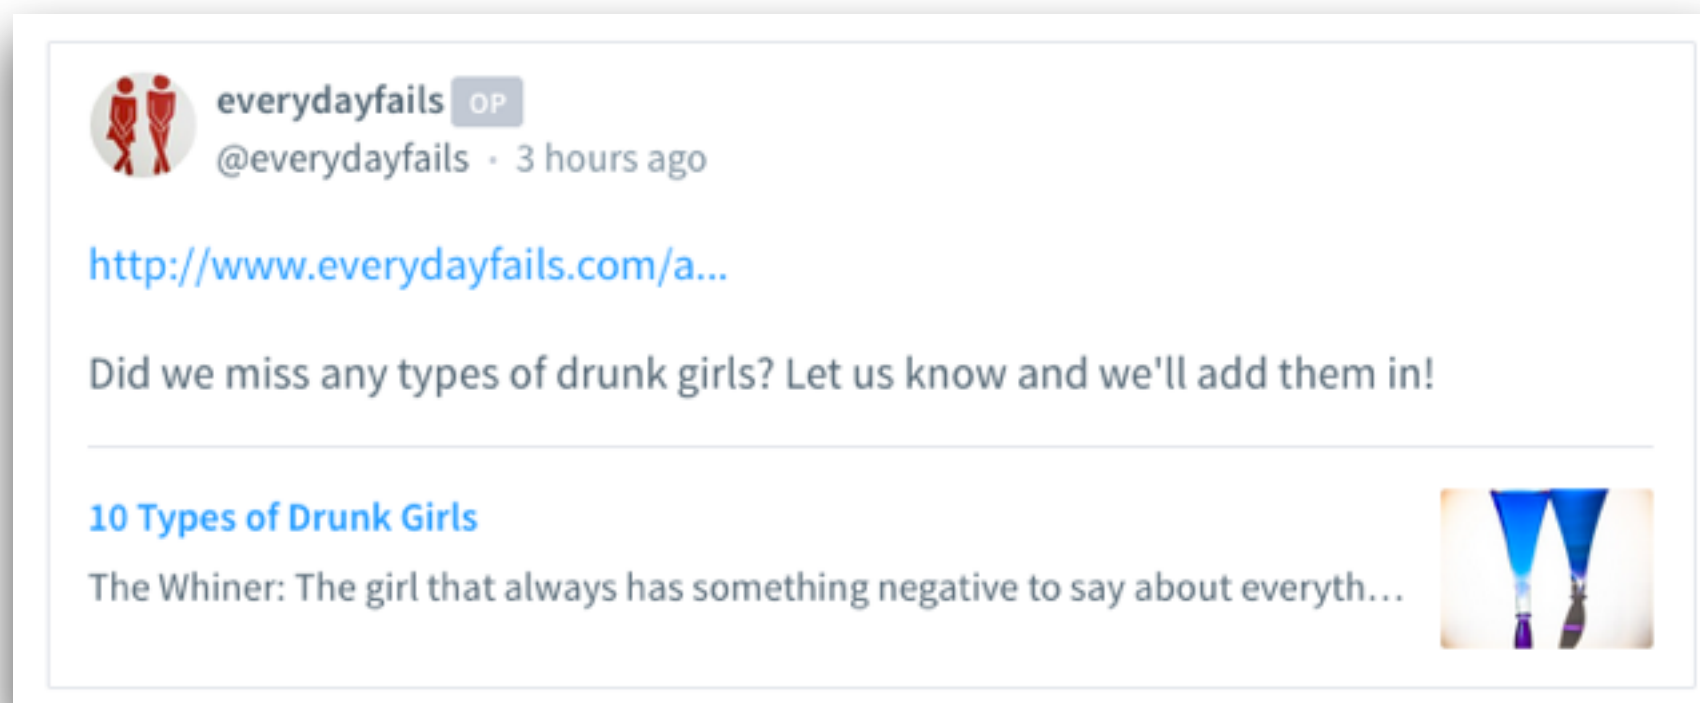 everydayfails OP
@everydayfails · 3 hours ago
http://www.everydayfails.com/a...
Did we miss any types of drunk girls? Let us know and we'll add them in!
10 Types of Drunk Girls
The Whiner: The girl that always has something negative to say about everyth...